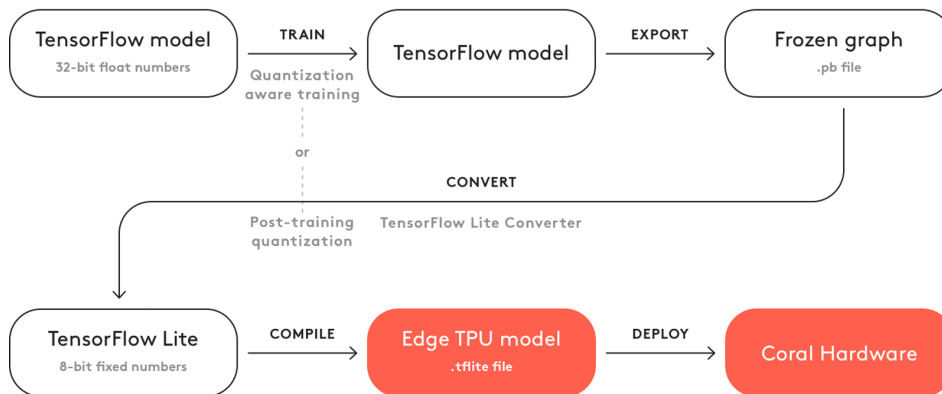 TensorFlow model
32-bit float numbers
TRAIN
Quantization
aware training
TensorFlow model
EXPORT
Frozen graph
.pb file
or
CONVERT
Post-training
quantization
TensorFlow Lite Converter
TensorFlow Lite
8-bit fixed numbers
COMPILE
Edge TPU model
.tflite file
DEPLOY
Coral Hardware